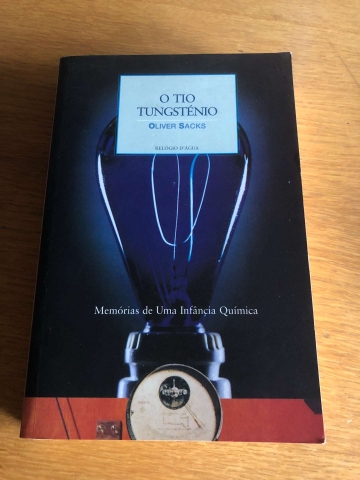 O TIO
TUNGSTÉNIO
OLIVER SACKS
RELÓGIO D'ÁGUA
Memórias de Uma Infância Química